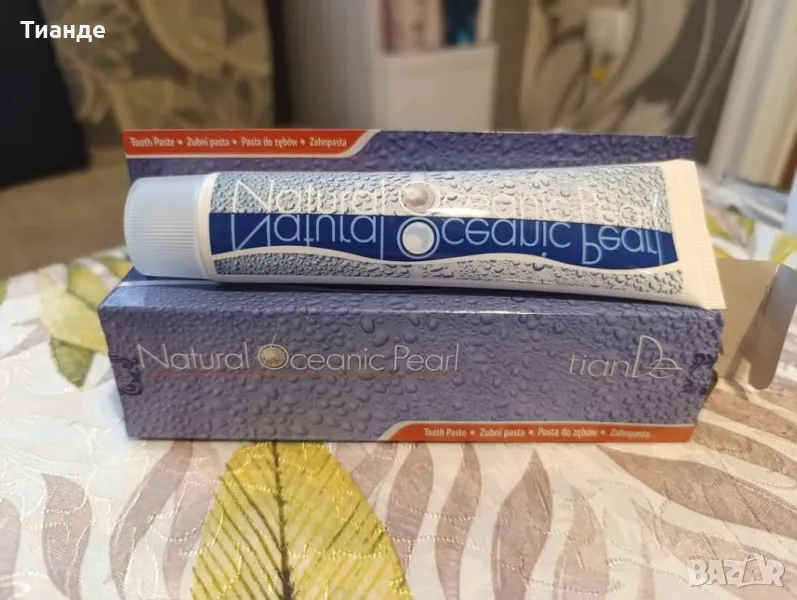 Тианде
Tooth Paste • Zubní pasta • Pasta do zębów • Zahnpasta
Natural Oceanic Pearl
Natural Oceanic Pearl
Natural Oceanic Pearl
tianDe
Tooth Paste • Zubní pasta • Pasta do zębów • Zahnpasta
BAZAR